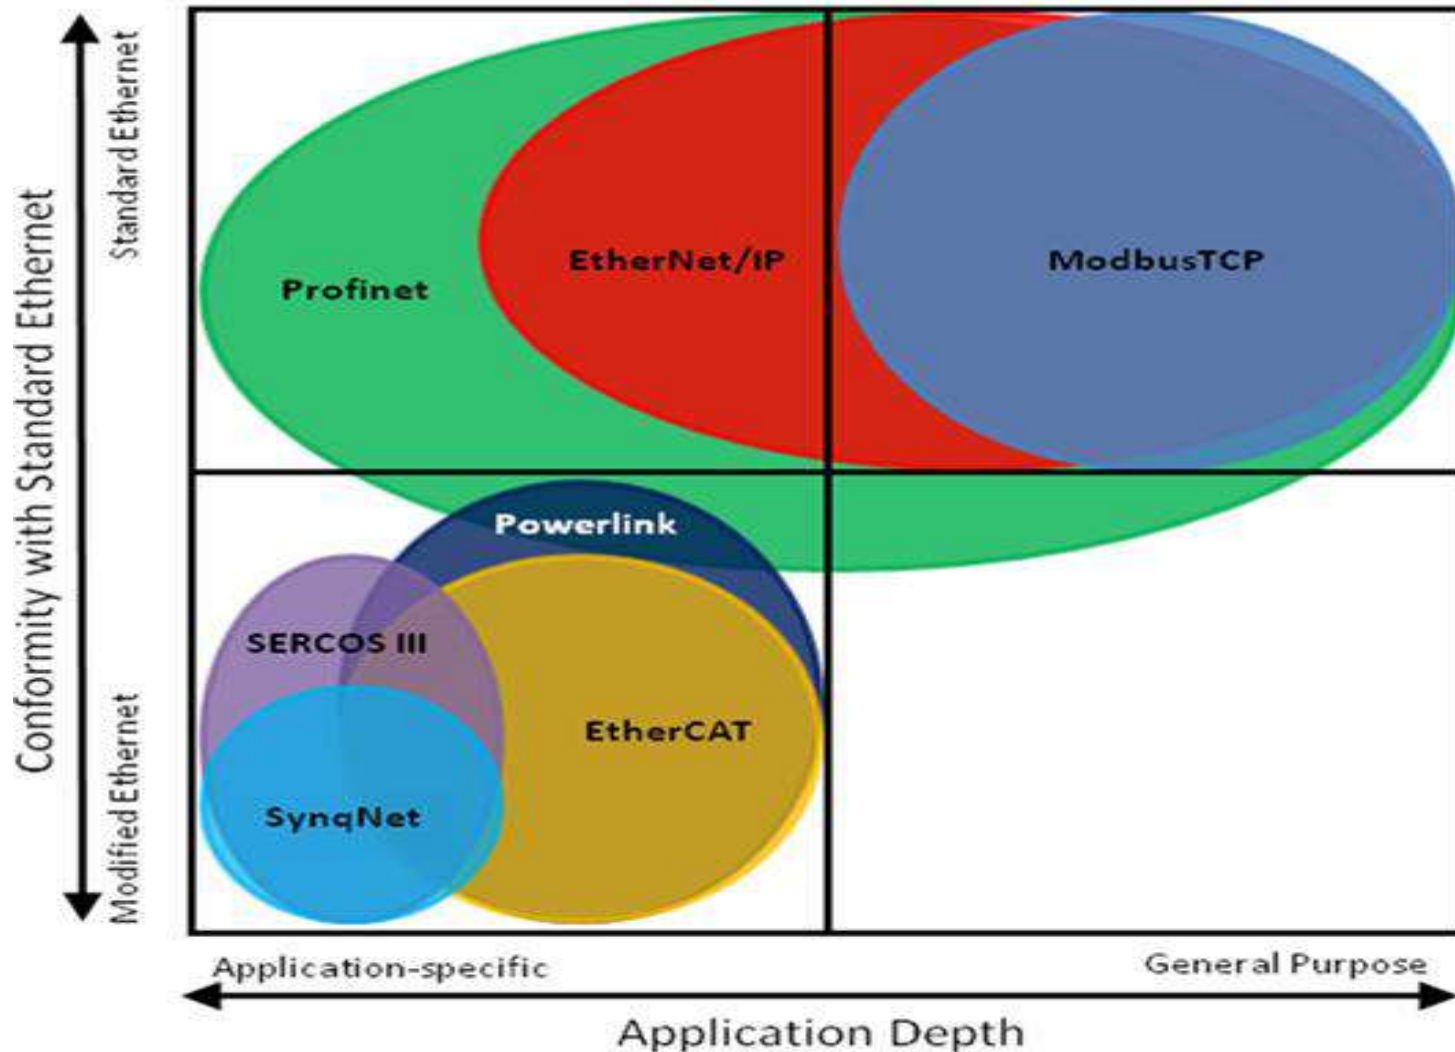 Conformity with Standard Ethernet
Standard Ethernet
Modified Ethernet
Profinet
EtherNet/IP
ModbusTCP
Powerlink
SERCOS III
EtherCAT
SynqNet
Application-specific
General Purpose
Application Depth